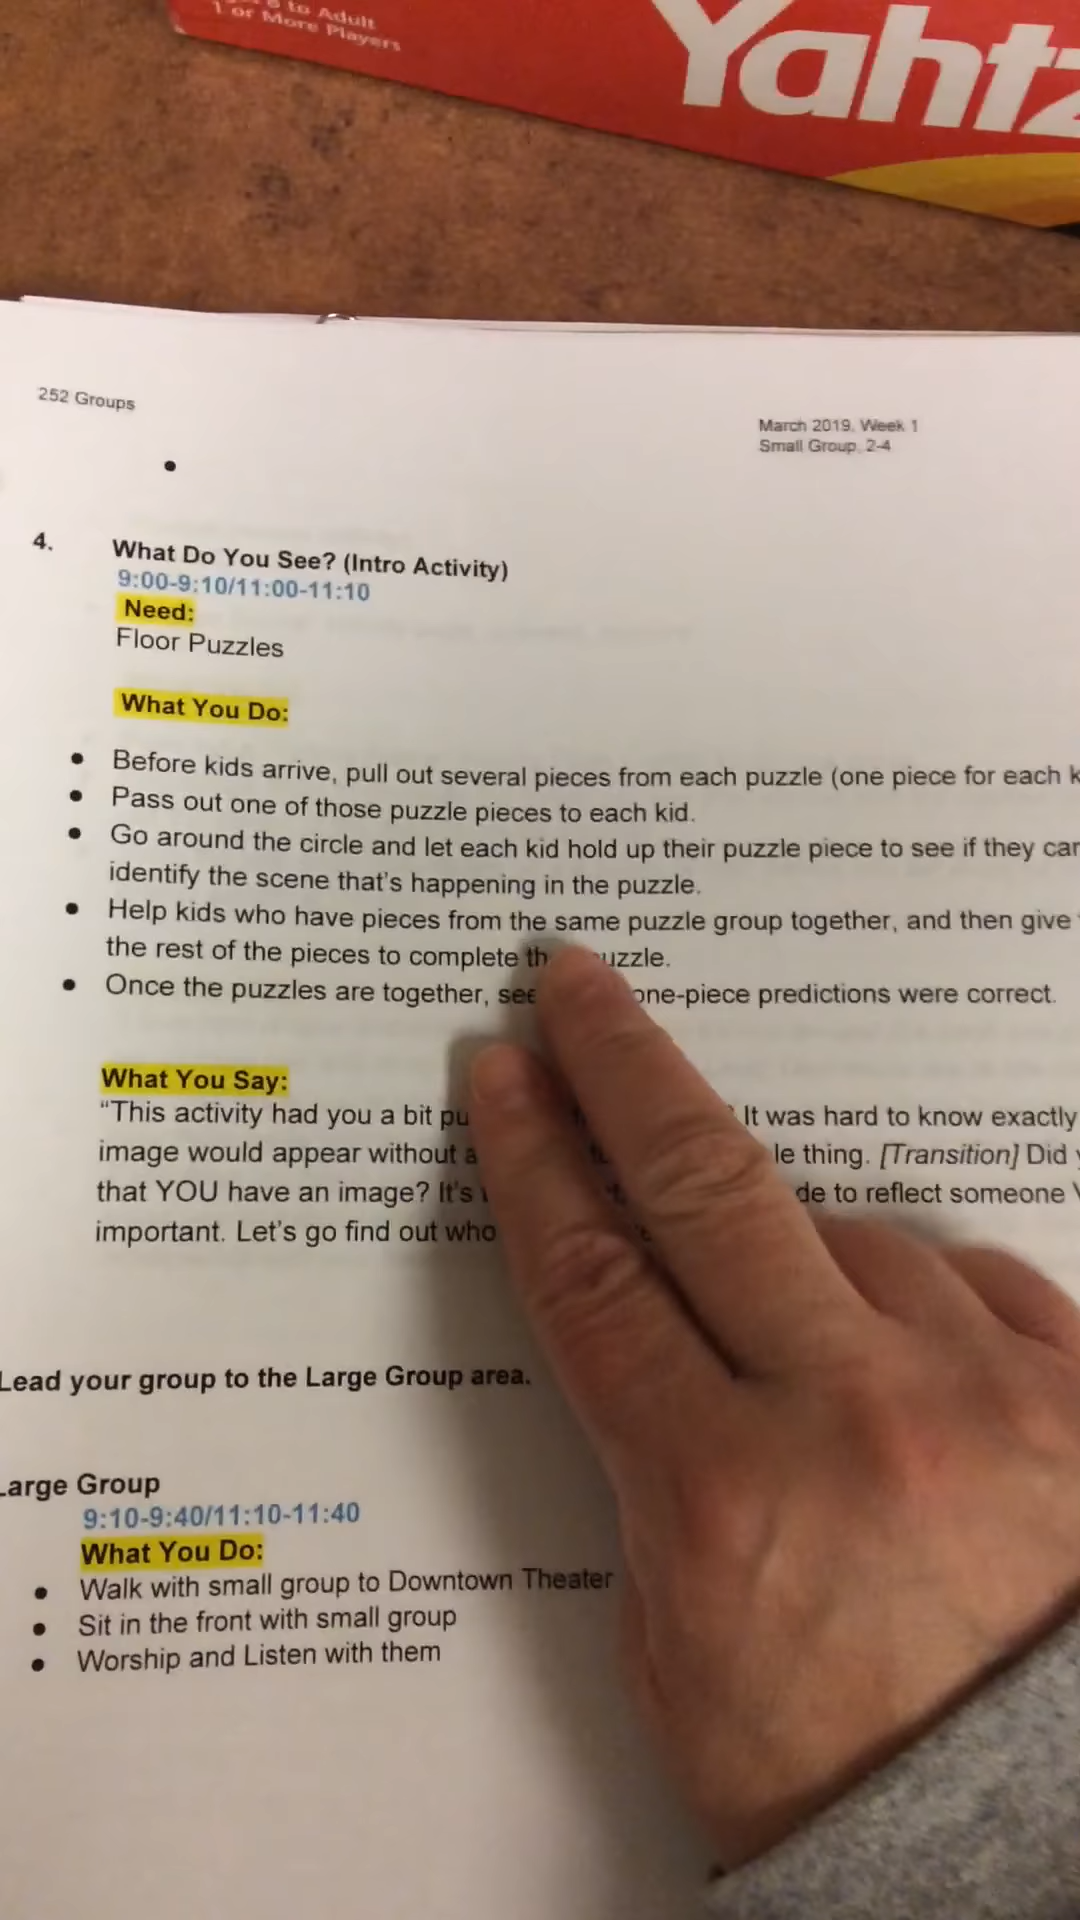 to Adult
1 or More Players
Yahtz
252 Groups
March 2019, Week 1
Small Group, 2-4
4. What Do You See? (Intro Activity)
9:00-9:10/11:00-11:10
Need:
Floor Puzzles
What You Do:
• Before kids arrive, pull out several pieces from each puzzle (one piece for each k
• Pass out one of those puzzle pieces to each kid.
• Go around the circle and let each kid hold up their puzzle piece to see if they can
identify the scene that's happening in the puzzle.
• Help kids who have pieces from the same puzzle group together, and then give
the rest of the pieces to complete th uzzle.
• Once the puzzles are together, see one-piece predictions were correct.
What You Say:
“This activity had you a bit pu It was hard to know exactly
image would appear without a le thing. [Transition] Did
that YOU have an image? It's de to reflect someone
important. Let's go find out who
Lead your group to the Large Group area.
Large Group
9:10-9:40/11:10-11:40
What You Do:
• Walk with small group to Downtown Theater
• Sit in the front with small group
• Worship and Listen with them